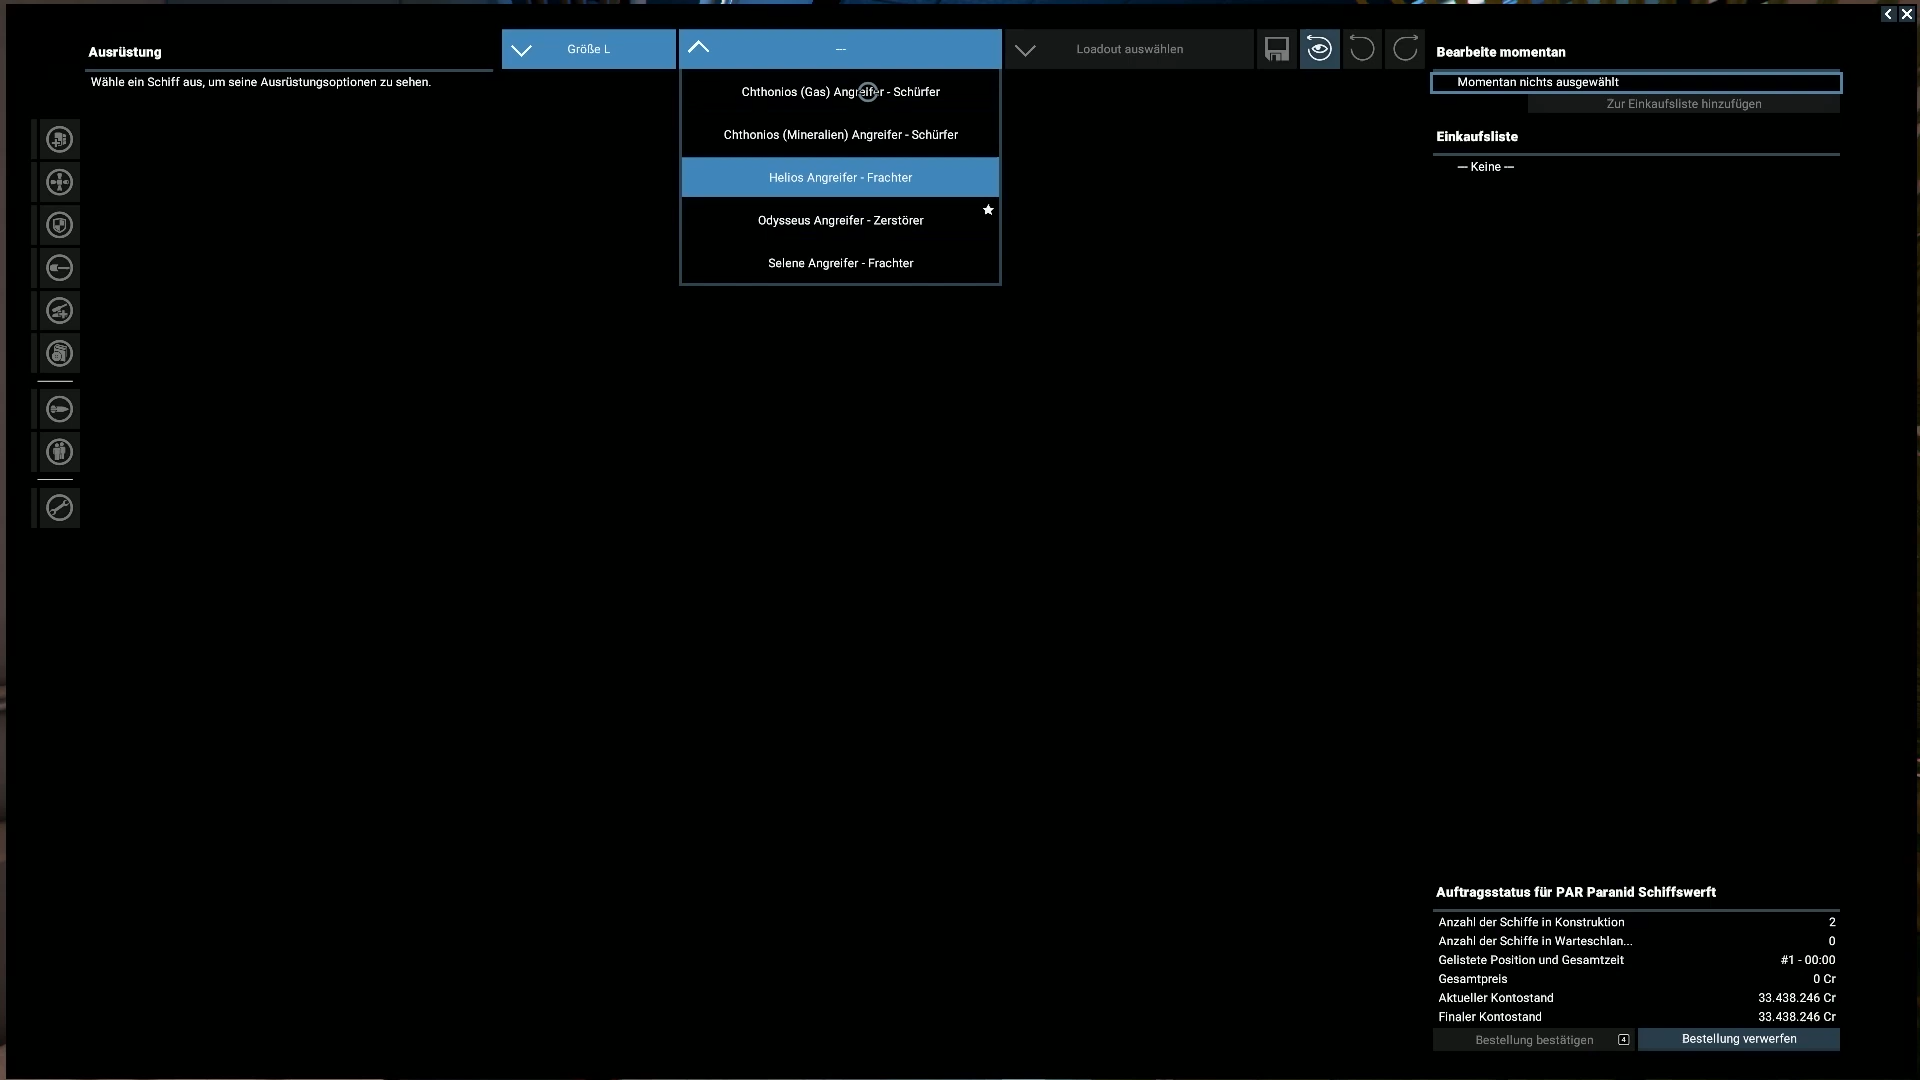 Ausrüstung
Wähle ein Schiff aus, um seine Ausrüstungsoptionen zu sehen.
Größe L
---
Loadout auswählen
Chthonios (Gas) Angreifer - Schürfer
Chthonios (Mineralien) Angreifer - Schürfer
Helios Angreifer - Frachter
Odysseus Angreifer - Zerstörer
Selene Angreifer - Frachter
Bearbeite momentan
Momentan nichts ausgewählt
Zur Einkaufsliste hinzufügen
Einkaufsliste
— Keine —
Auftragsstatus für PAR Paranid Schiffswerft
Anzahl der Schiffe in Konstruktion 2
Anzahl der Schiffe in Warteschlan... 0
Gelistete Position und Gesamtzeit #1 - 00:00
Gesamtpreis 0 Cr
Aktueller Kontostand 33.438.246 Cr
Finaler Kontostand 33.438.246 Cr
Bestellung bestätigen 4
Bestellung verwerfen